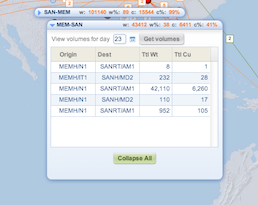 SAN-MEM w: 101140 w%: 89 c: 15544 c%: 89%
2
MEM-SAN w: 43412 w%: 38 c: 6411 c%: 41%
View volumes for day 23 Get volumes
Origin Dest Ttl Wt Ttl Cu
MEMH/N1 SANRT/AM1 8 1
MEMH/IT1 SANH/MD2 232 28
MEMH/N1 SANRT/AM1 42,110 6,260
MEMH/N1 SANH/MD2 110 17
MEMH/N1 SANRT/AM1 952 105
Collapse All